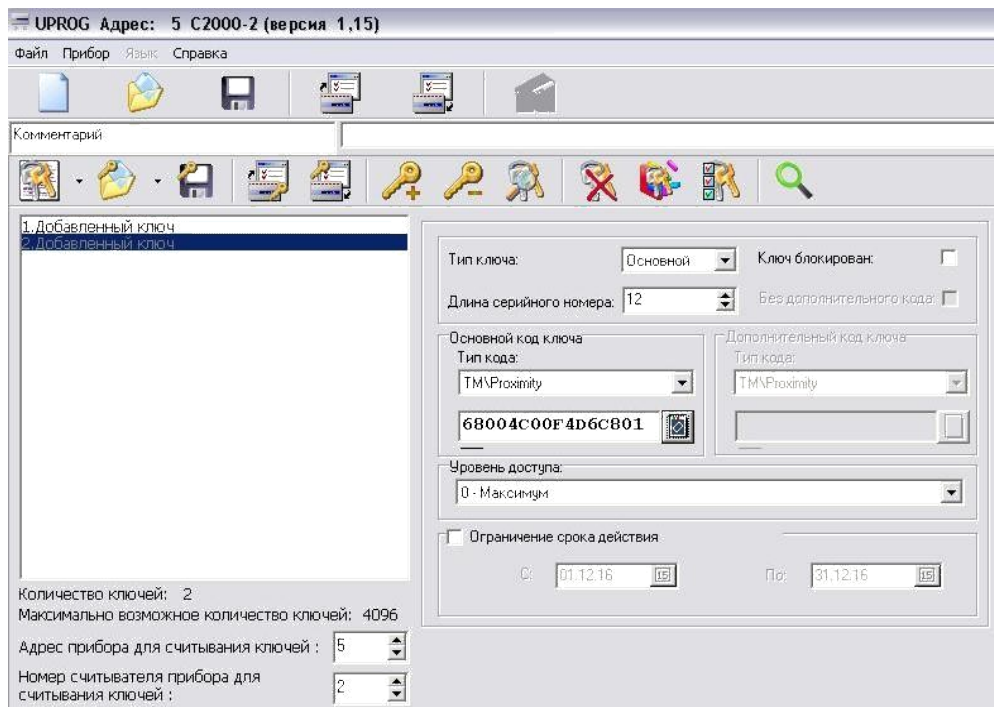 UPROG Адрес: 5 С2000-2 (версия 1,15)
Файл Прибор Язык Справка
Комментарий
1.Добавленный ключ
2.Добавленный ключ
Количество ключей: 2
Максимально возможное количество ключей: 4096
Адрес прибора для считывания ключей : 5
Номер считывателя прибора для
считывания ключей : 2
Тип ключа: Основной Ключ блокирован:
Длина серийного номера: 12 Без дополнительного кода:
Основной код ключа
Тип кода:
TM\Proximity
68004C00F4D6C801
Дополнительный код ключа
Тип кода:
TM\Proximity
Уровень доступа:
0 - Максимум
Ограничение срока действия
С: 01.12.16 15 По: 31.12.16 15